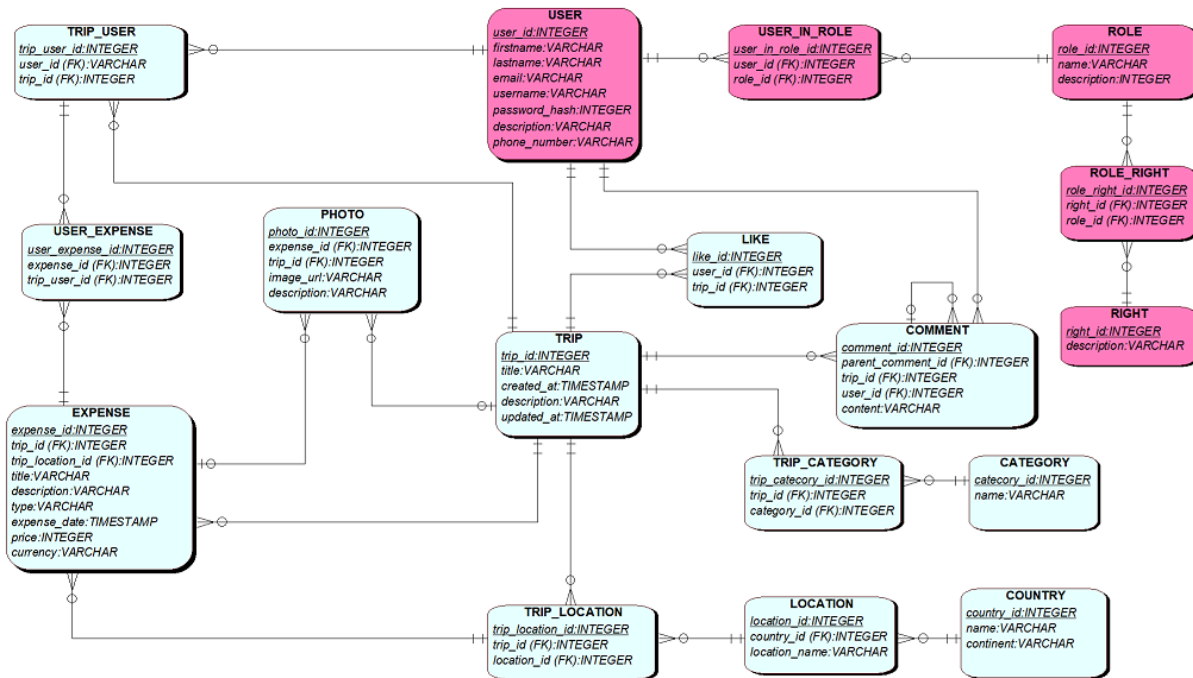 TRIP_USER
trip_user_id:INTEGER
user_id (FK):VARCHAR
trip_id (FK):INTEGER
USER
user_id:INTEGER
firstname:VARCHAR
lastname:VARCHAR
email:VARCHAR
username:VARCHAR
password_hash:INTEGER
description:VARCHAR
phone_number:VARCHAR
USER_IN_ROLE
user_in_role_id:INTEGER
user_id (FK):INTEGER
role_id (FK):INTEGER
ROLE
role_id:INTEGER
name:VARCHAR
description:INTEGER
ROLE_RIGHT
role_right_id:INTEGER
right_id (FK):INTEGER
role_id (FK):INTEGER
USER_EXPENSE
user_expense_id:INTEGER
expense_id (FK):INTEGER
trip_user_id (FK):INTEGER
PHOTO
photo_id:INTEGER
expense_id (FK):INTEGER
trip_id (FK):INTEGER
image_url:VARCHAR
description:VARCHAR
LIKE
like_id:INTEGER
user_id (FK):INTEGER
trip_id (FK):INTEGER
RIGHT
right_id:INTEGER
description:VARCHAR
TRIP
trip_id:INTEGER
title:VARCHAR
created_at:TIMESTAMP
description:VARCHAR
updated_at:TIMESTAMP
COMMENT
comment_id:INTEGER
parent_comment_id (FK):INTEGER
trip_id (FK):INTEGER
user_id (FK):INTEGER
content:VARCHAR
EXPENSE
expense_id:INTEGER
trip_id (FK):INTEGER
trip_location_id (FK):INTEGER
title:VARCHAR
description:VARCHAR
type:VARCHAR
expense_date:TIMESTAMP
price:INTEGER
currency:VARCHAR
TRIP_CATEGORY
trip_catecory_id:INTEGER
trip_id (FK):INTEGER
category_id (FK):INTEGER
CATEGORY
catecory_id:INTEGER
name:VARCHAR
TRIP_LOCATION
trip_location_id:INTEGER
trip_id (FK):INTEGER
location_id (FK):INTEGER
LOCATION
location_id:INTEGER
country_id (FK):INTEGER
location_name:VARCHAR
COUNTRY
country_id:INTEGER
name:VARCHAR
continent:VARCHAR